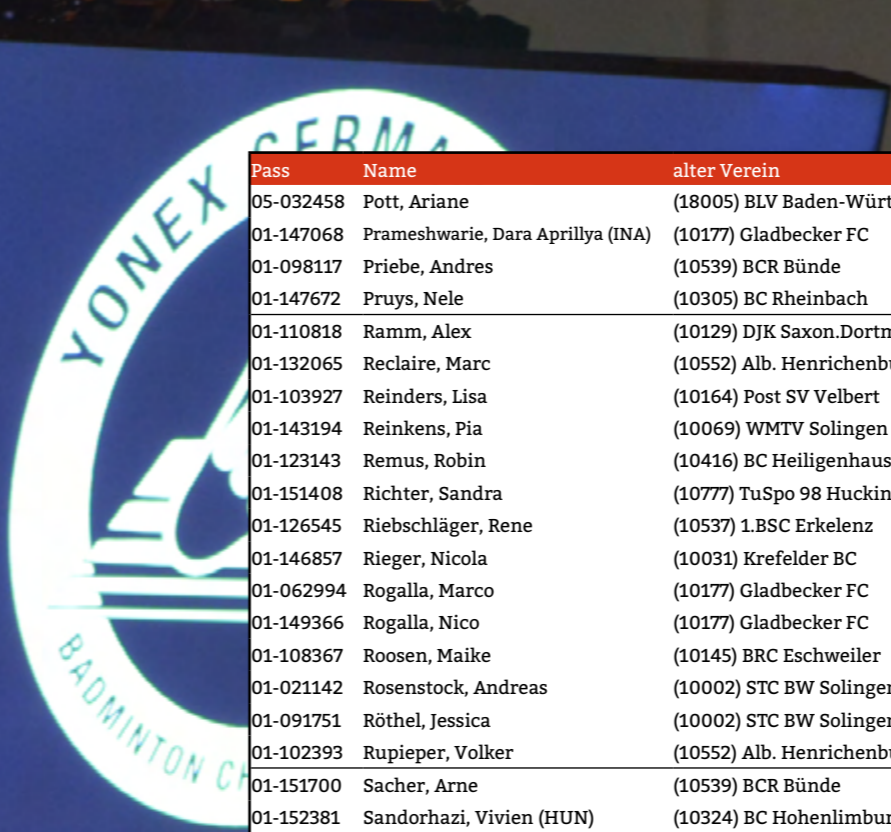 YONEX GERMA
BADMINTON CH
Pass Name alter Verein
05-032458 Pott, Ariane (18005) BLV Baden-Würt
01-147068 Prameshwarie, Dara Aprillya (INA) (10177) Gladbecker FC
01-098117 Priebe, Andres (10539) BCR Bünde
01-147672 Pruys, Nele (10305) BC Rheinbach
01-110818 Ramm, Alex (10129) DJK Saxon.Dortm
01-132065 Reclaire, Marc (10552) Alb. Henrichenbu
01-103927 Reinders, Lisa (10164) Post SV Velbert
01-143194 Reinkens, Pia (10069) WMTV Solingen
01-123143 Remus, Robin (10416) BC Heiligenhaus
01-151408 Richter, Sandra (10777) TuSpo 98 Huckin
01-126545 Riebschläger, Rene (10537) 1.BSC Erkelenz
01-146857 Rieger, Nicola (10031) Krefelder BC
01-062994 Rogalla, Marco (10177) Gladbecker FC
01-149366 Rogalla, Nico (10177) Gladbecker FC
01-108367 Roosen, Maike (10145) BRC Eschweiler
01-021142 Rosenstock, Andreas (10002) STC BW Solingen
01-091751 Röthel, Jessica (10002) STC BW Solingen
01-102393 Rupieper, Volker (10552) Alb. Henrichenbu
01-151700 Sacher, Arne (10539) BCR Bünde
01-152381 Sandorhazi, Vivien (HUN) (10324) BC Hohenlimbur